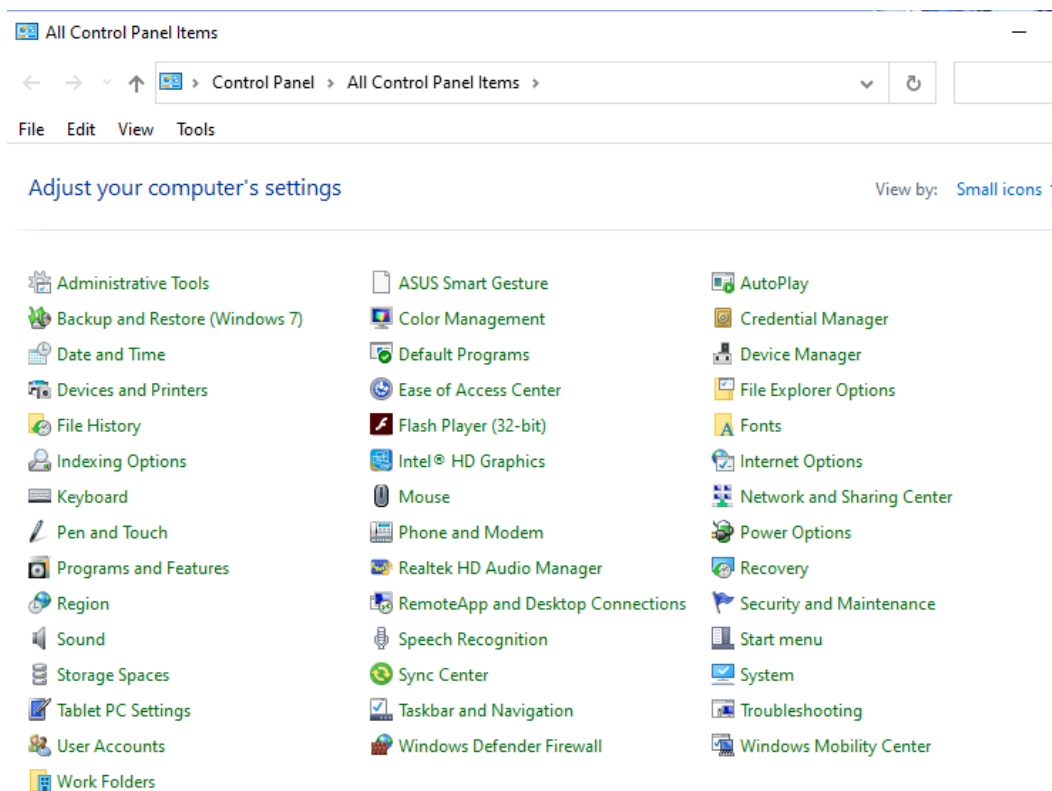 All Control Panel Items
Control Panel > All Control Panel Items >
File Edit View Tools
Adjust your computer's settings
View by: Small icons
Administrative Tools ASUS Smart Gesture AutoPlay
Backup and Restore (Windows 7) Color Management Credential Manager
Date and Time Default Programs Device Manager
Devices and Printers Ease of Access Center File Explorer Options
File History Flash Player (32-bit) Fonts
Indexing Options Intel® HD Graphics Internet Options
Keyboard Mouse Network and Sharing Center
Pen and Touch Phone and Modem Power Options
Programs and Features Realtek HD Audio Manager Recovery
Region RemoteApp and Desktop Connections Security and Maintenance
Sound Speech Recognition Start menu
Storage Spaces Sync Center System
Tablet PC Settings Taskbar and Navigation Troubleshooting
User Accounts Windows Defender Firewall Windows Mobility Center
Work Folders